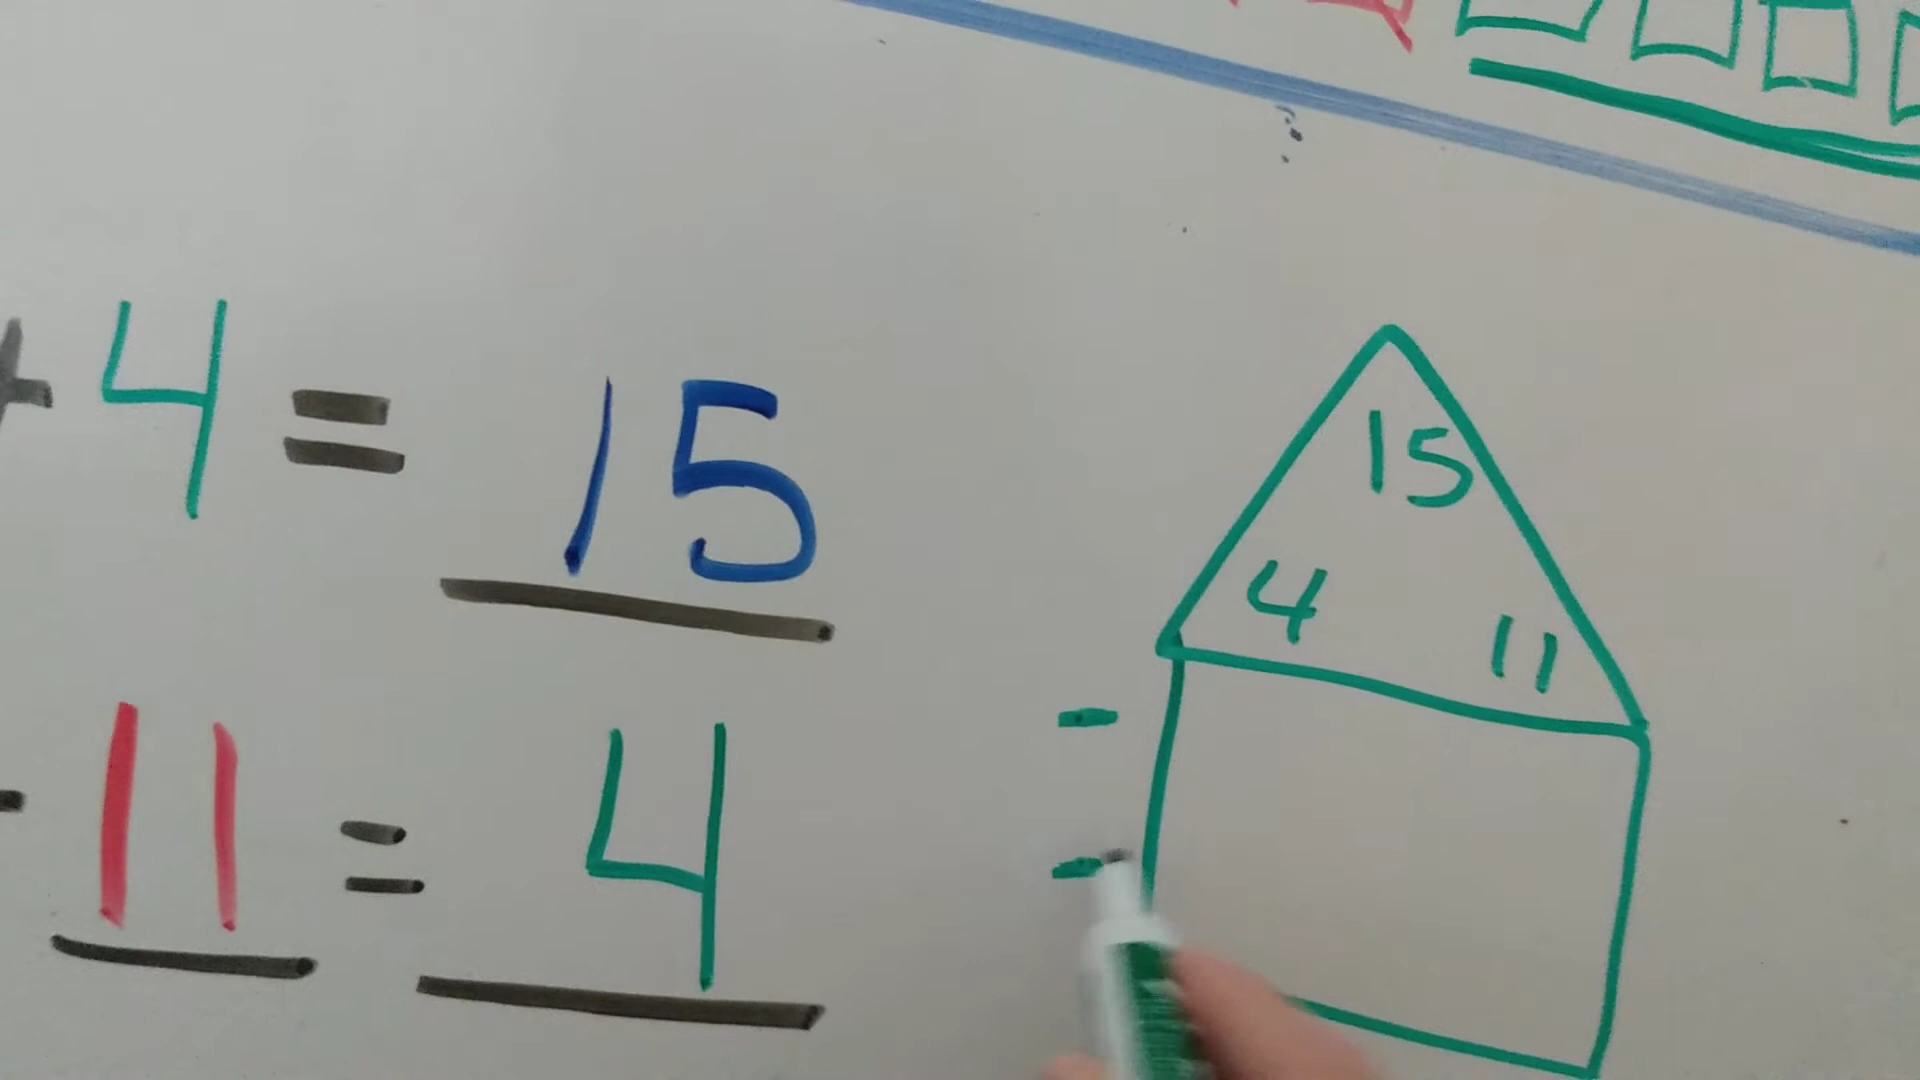 + 4 = 15
- 11 = 4
15
4 11
-
-